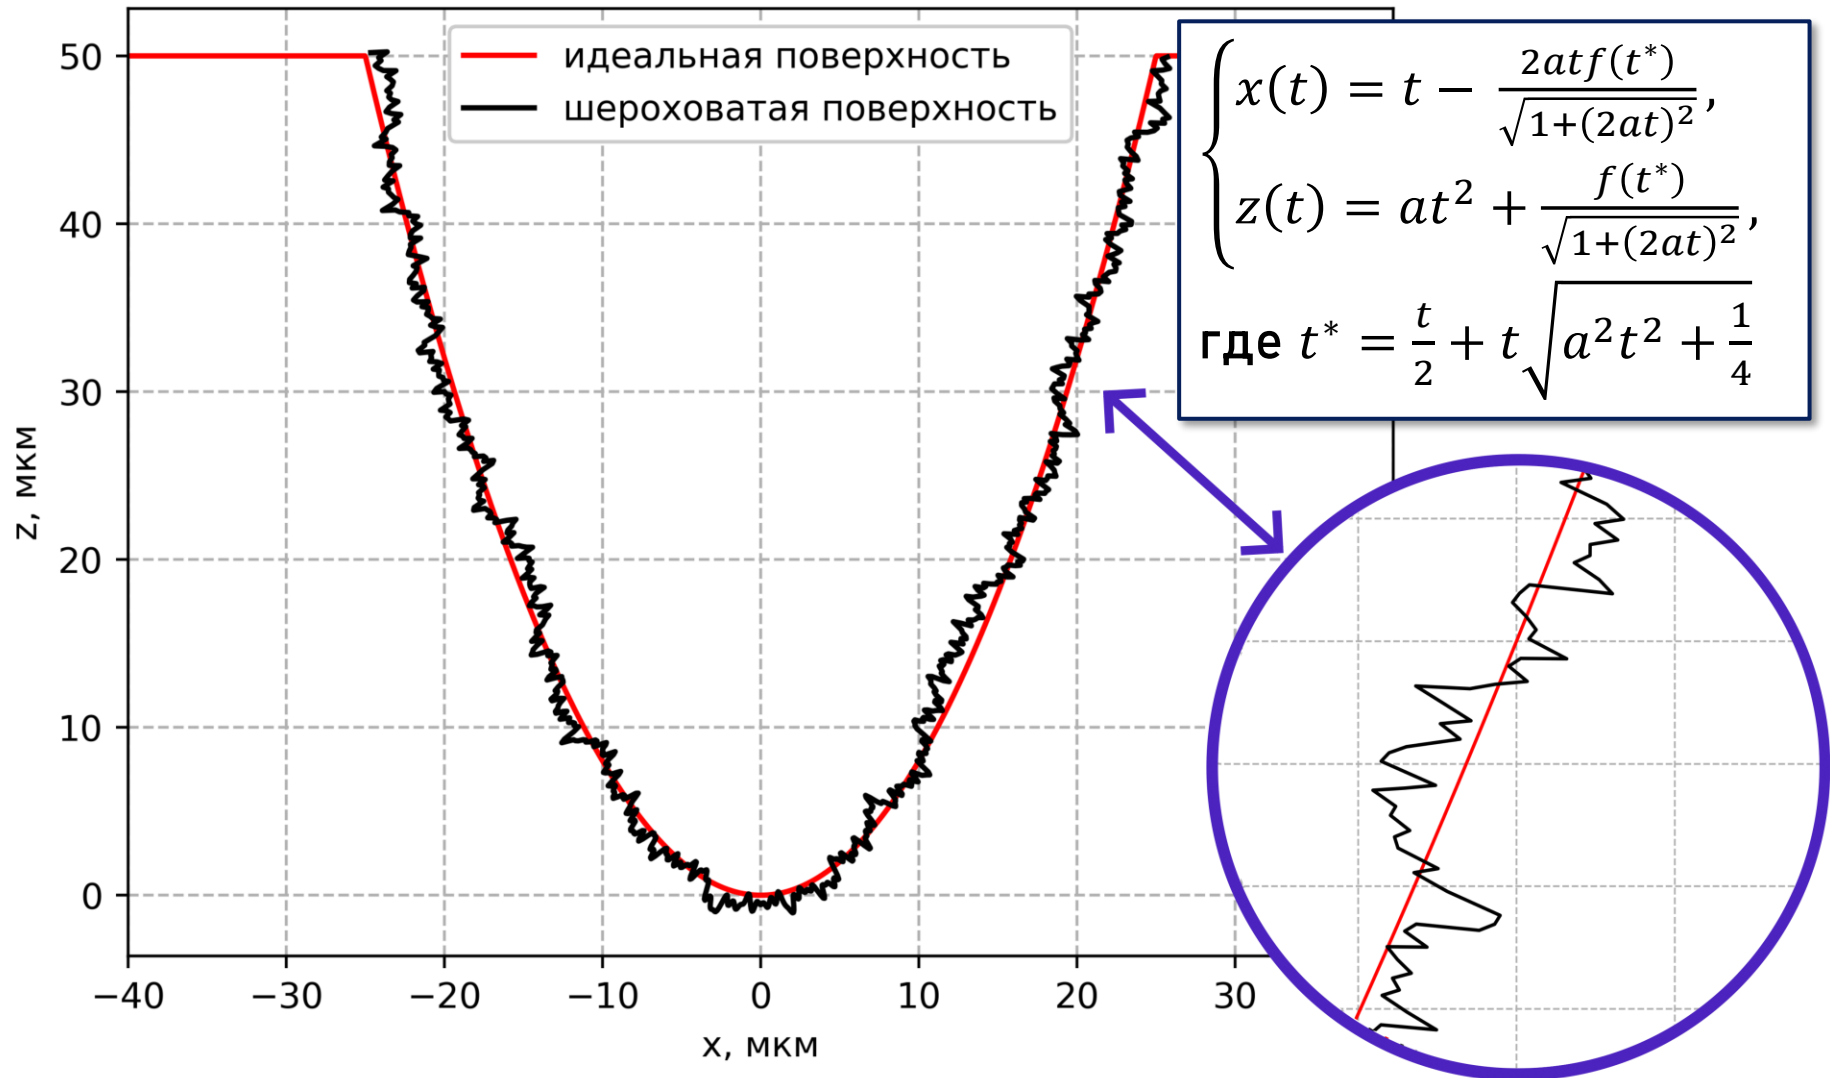 50
40
30
20
10
0
z, мкм
−40 −30 −20 −10 0 10 20 30
x, мкм
идеальная поверхность
шероховатая поверхность
x(t) = t − 2atf(t*)/√(1+(2at)²),
z(t) = at² + f(t*)/√(1+(2at)²),
где t* = t/2 + t√(a²t² + 1/4)